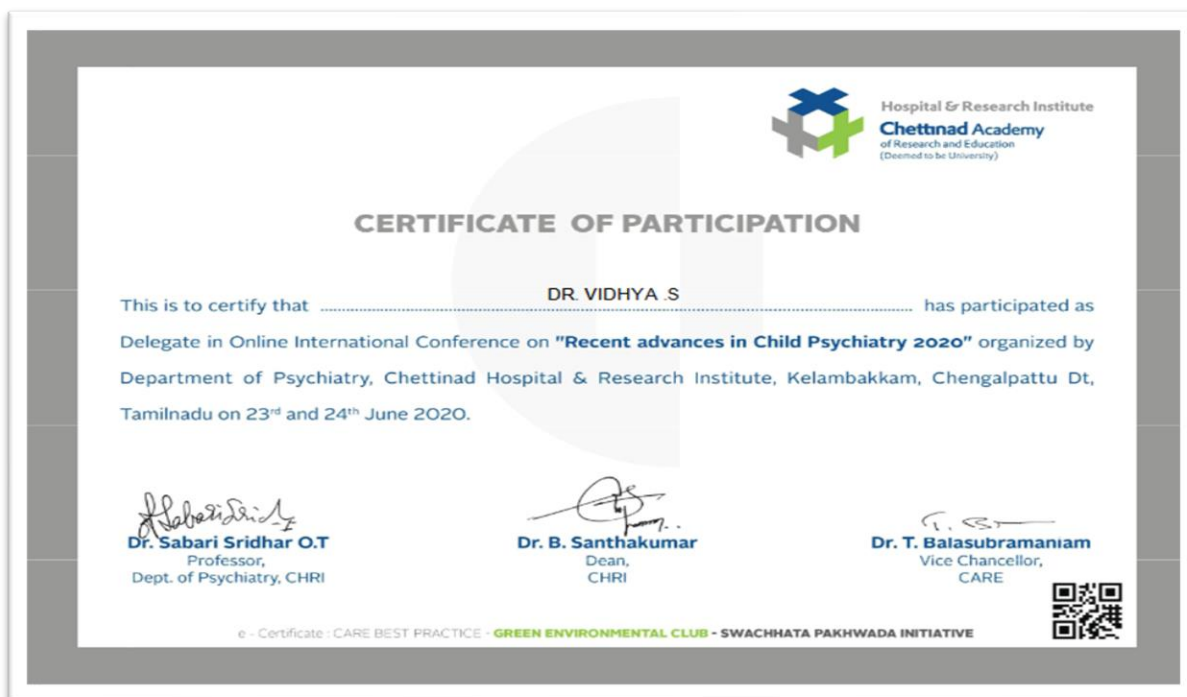 Hospital & Research Institute
Chettinad Academy
of Research and Education
(Deemed to be University)
CERTIFICATE OF PARTICIPATION
This is to certify that DR. VIDHYA .S has participated as
Delegate in Online International Conference on "Recent advances in Child Psychiatry 2020" organized by
Department of Psychiatry, Chettinad Hospital & Research Institute, Kelambakkam, Chengalpattu Dt,
Tamilnadu on 23rd and 24th June 2020.
Dr. Sabari Sridhar O.T
Professor,
Dept. of Psychiatry, CHRI
Dr. B. Santhakumar
Dean,
CHRI
Dr. T. Balasubramaniam
Vice Chancellor,
CARE
e - Certificate : CARE BEST PRACTICE - GREEN ENVIRONMENTAL CLUB - SWACHHATA PAKHWADA INITIATIVE